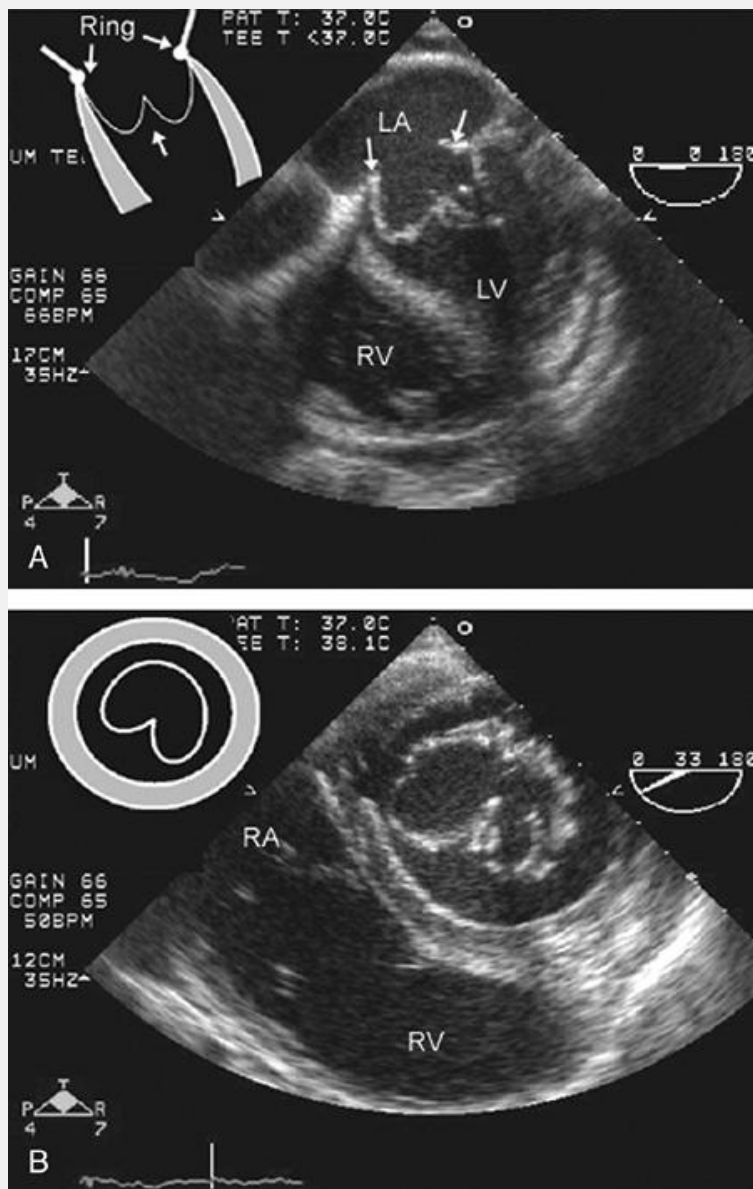 Ring
PAT T: 37.0C
TEE T <37.0C
LA
UM TE
0 0 180
GAIN 66
COMP 65
66BPM
LV
RV
17CM
35HZ
T
P R
4 7
A
AT T: 37.0C
EE T: 38.1C
UM
0 33 180
RA
GAIN 66
COMP 65
50BPM
12CM
35HZ
RV
T
P R
4 7
B